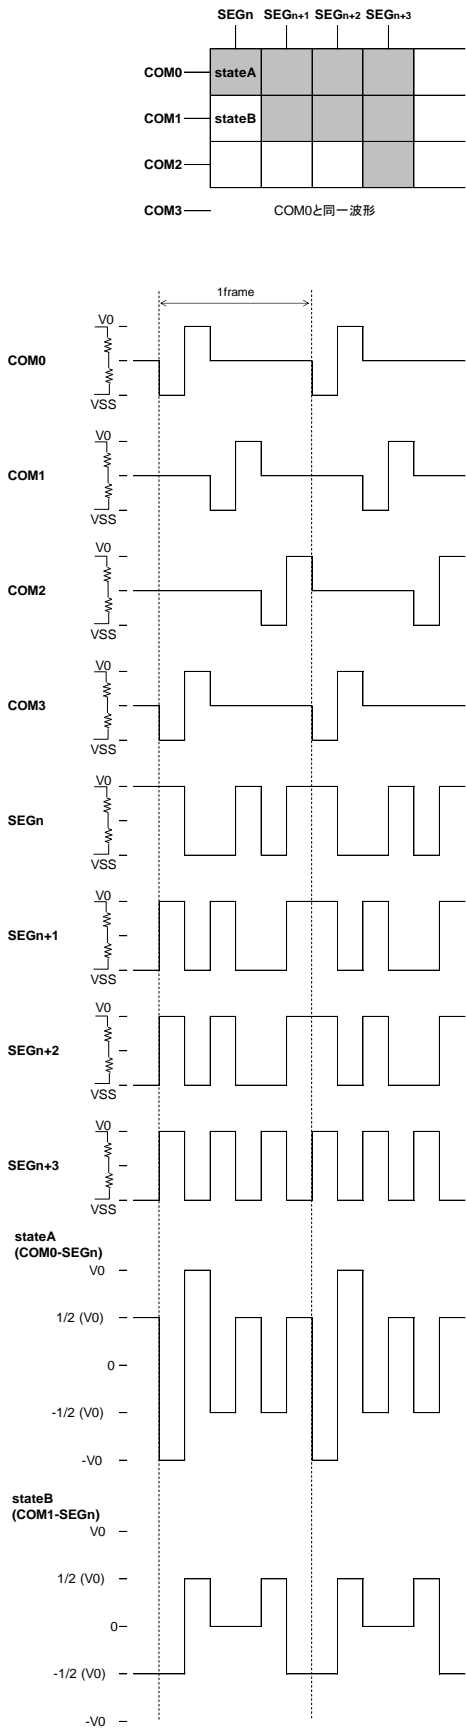 SEGn SEGn+1 SEGn+2 SEGn+3
COM0 stateA
COM1 stateB
COM2
COM3 COM0と同一波形
1frame
V0
COM0
VSS
V0
COM1
VSS
V0
COM2
VSS
V0
COM3
VSS
V0
SEGn
VSS
V0
SEGn+1
VSS
V0
SEGn+2
VSS
V0
SEGn+3
VSS
stateA
(COM0-SEGn)
V0
1/2 (V0)
0
-1/2 (V0)
-V0
stateB
(COM1-SEGn)
V0
1/2 (V0)
0
-1/2 (V0)
-V0